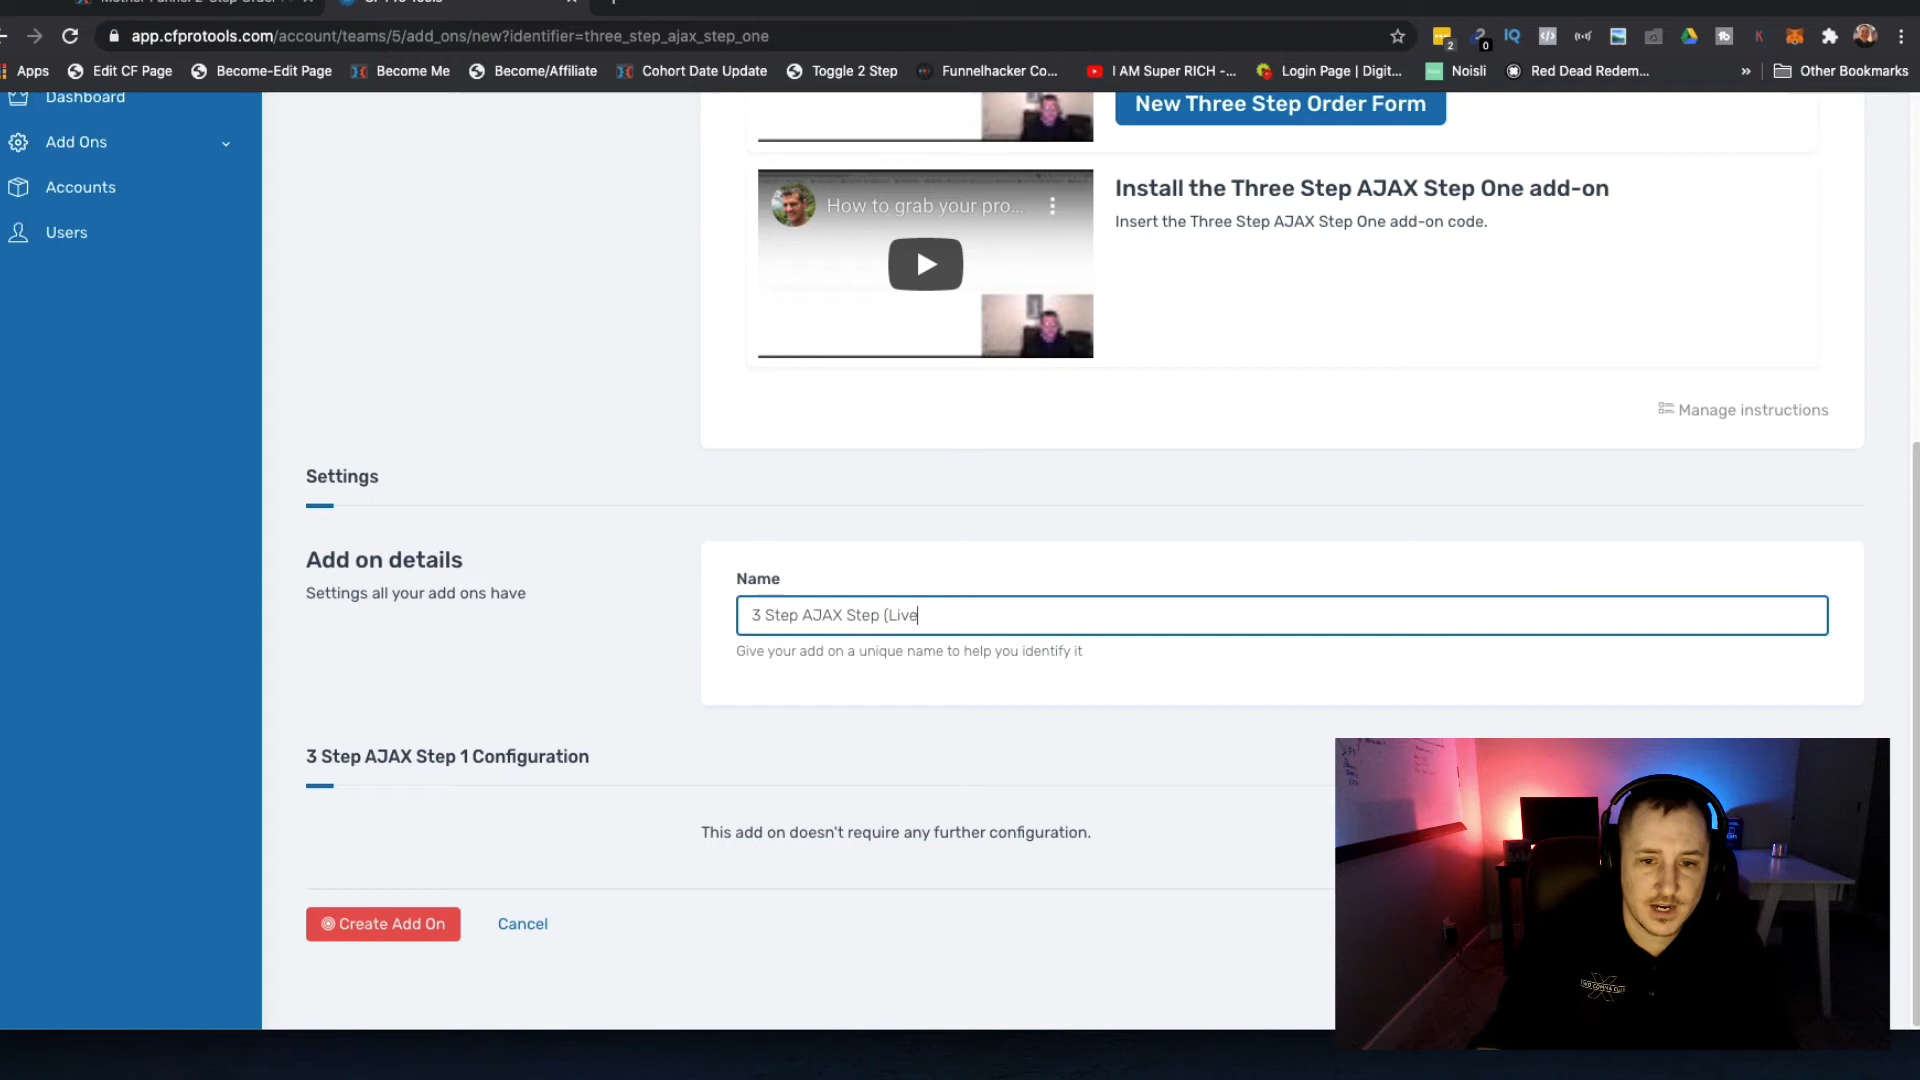 app.cfprotools.com/account/teams/5/add_ons/new?identifier=three_step_ajax_step_one
2
0
IQ
Apps
Edit CF Page
Become-Edit Page
Become Me
Become/Affiliate
Cohort Date Update
Toggle 2 Step
Funnelhacker Co...
I AM Super RICH -...
Login Page | Digit...
Noisli
Red Dead Redem...
»
Other Bookmarks
Dashboard
Add Ons
Accounts
Users
New Three Step Order Form
How to grab your pro...
Install the Three Step AJAX Step One add-on
Insert the Three Step AJAX Step One add-on code.
Manage instructions
Settings
Add on details
Settings all your add ons have
Name
3 Step AJAX Step (Live
Give your add on a unique name to help you identify it
3 Step AJAX Step 1 Configuration
This add on doesn't require any further configuration.
Create Add On
Cancel